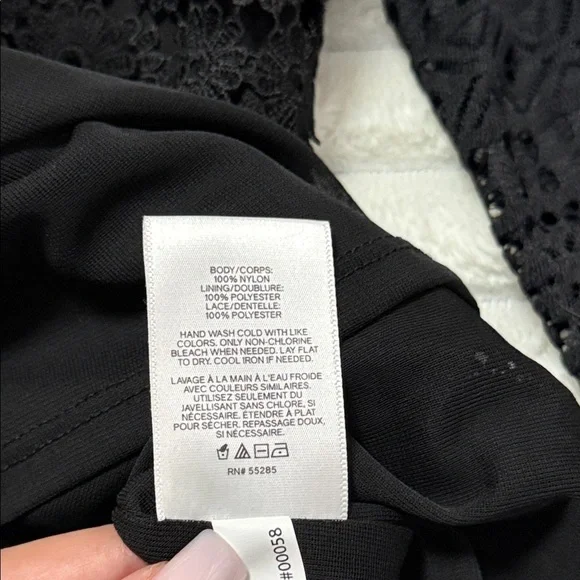 BODY/CORPS:
100% NYLON
LINING/DOUBLURE:
100% POLYESTER
LACE/DENTELLE:
100% POLYESTER
HAND WASH COLD WITH LIKE
COLORS. ONLY NON-CHLORINE
BLEACH WHEN NEEDED. LAY FLAT
TO DRY. COOL IRON IF NEEDED.
LAVAGE À LA MAIN À L'EAU FROIDE
AVEC COULEURS SIMILAIRES.
UTILISEZ SEULEMENT DU
JAVELLISANT SANS CHLORE, SI
NÉCESSAIRE. ÉTENDRE À PLAT
POUR SÉCHER. REPASSAGE DOUX,
SI NÉCESSAIRE.
RN# 55285
#00058